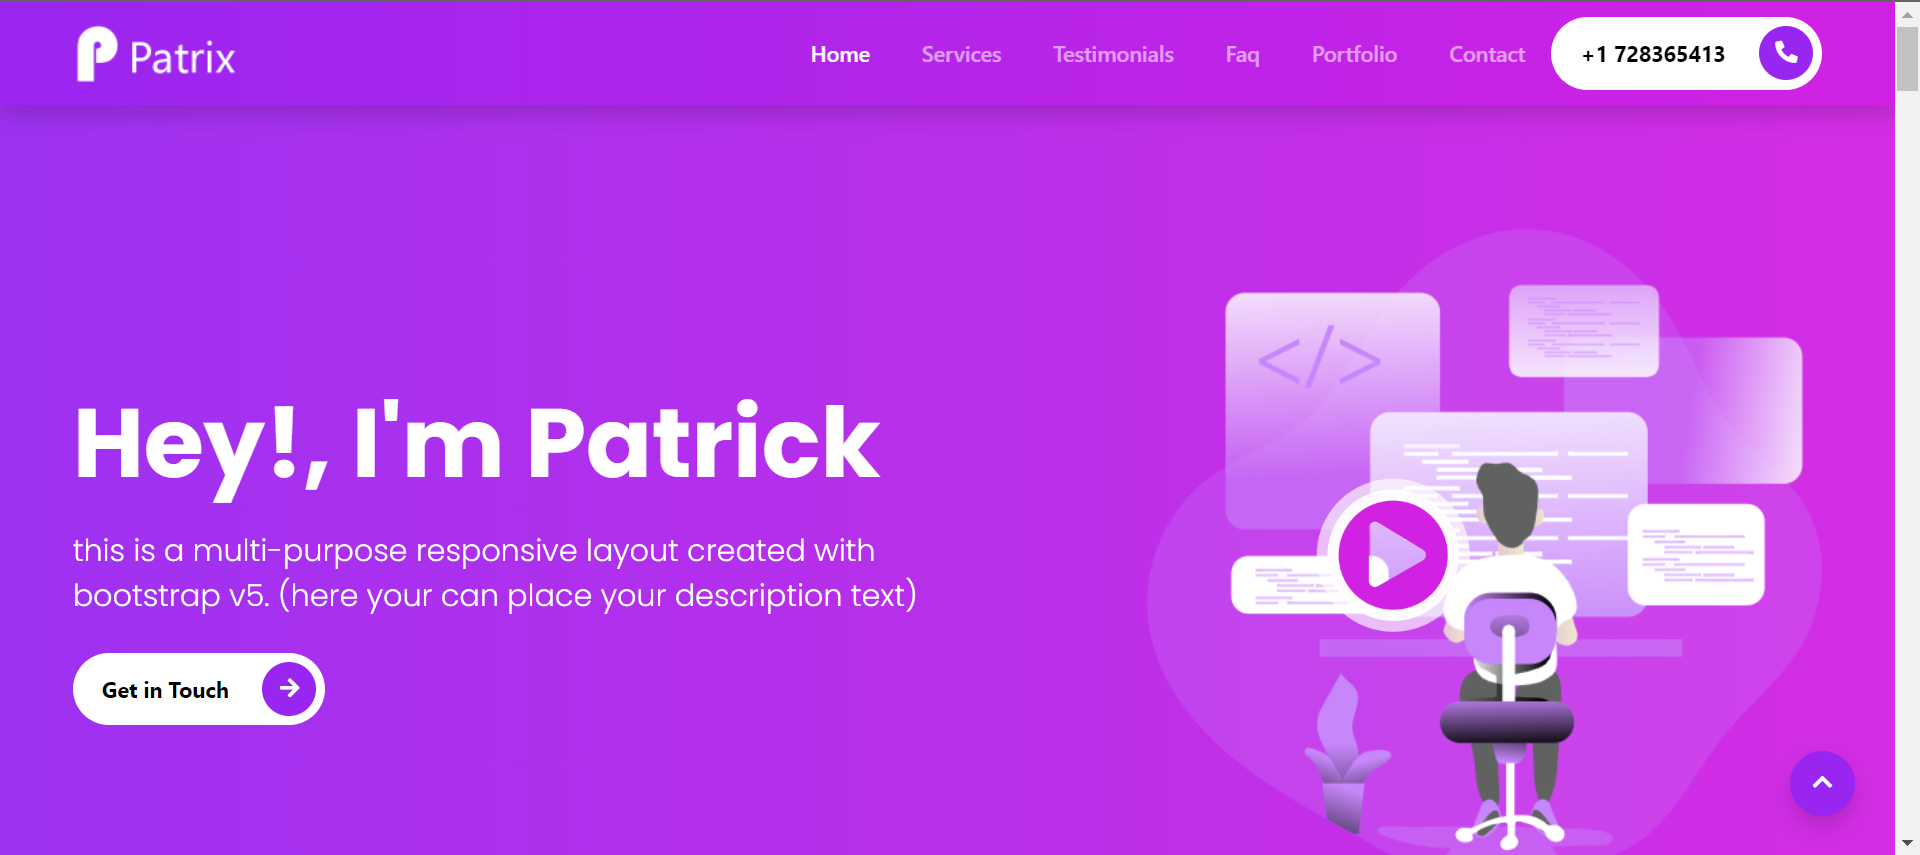 Patrix
Home Services Testimonials Faq Portfolio Contact +1 728365413
</>
Hey!, I'm Patrick
this is a multi-purpose responsive layout created with
bootstrap v5. (here your can place your description text)
Get in Touch